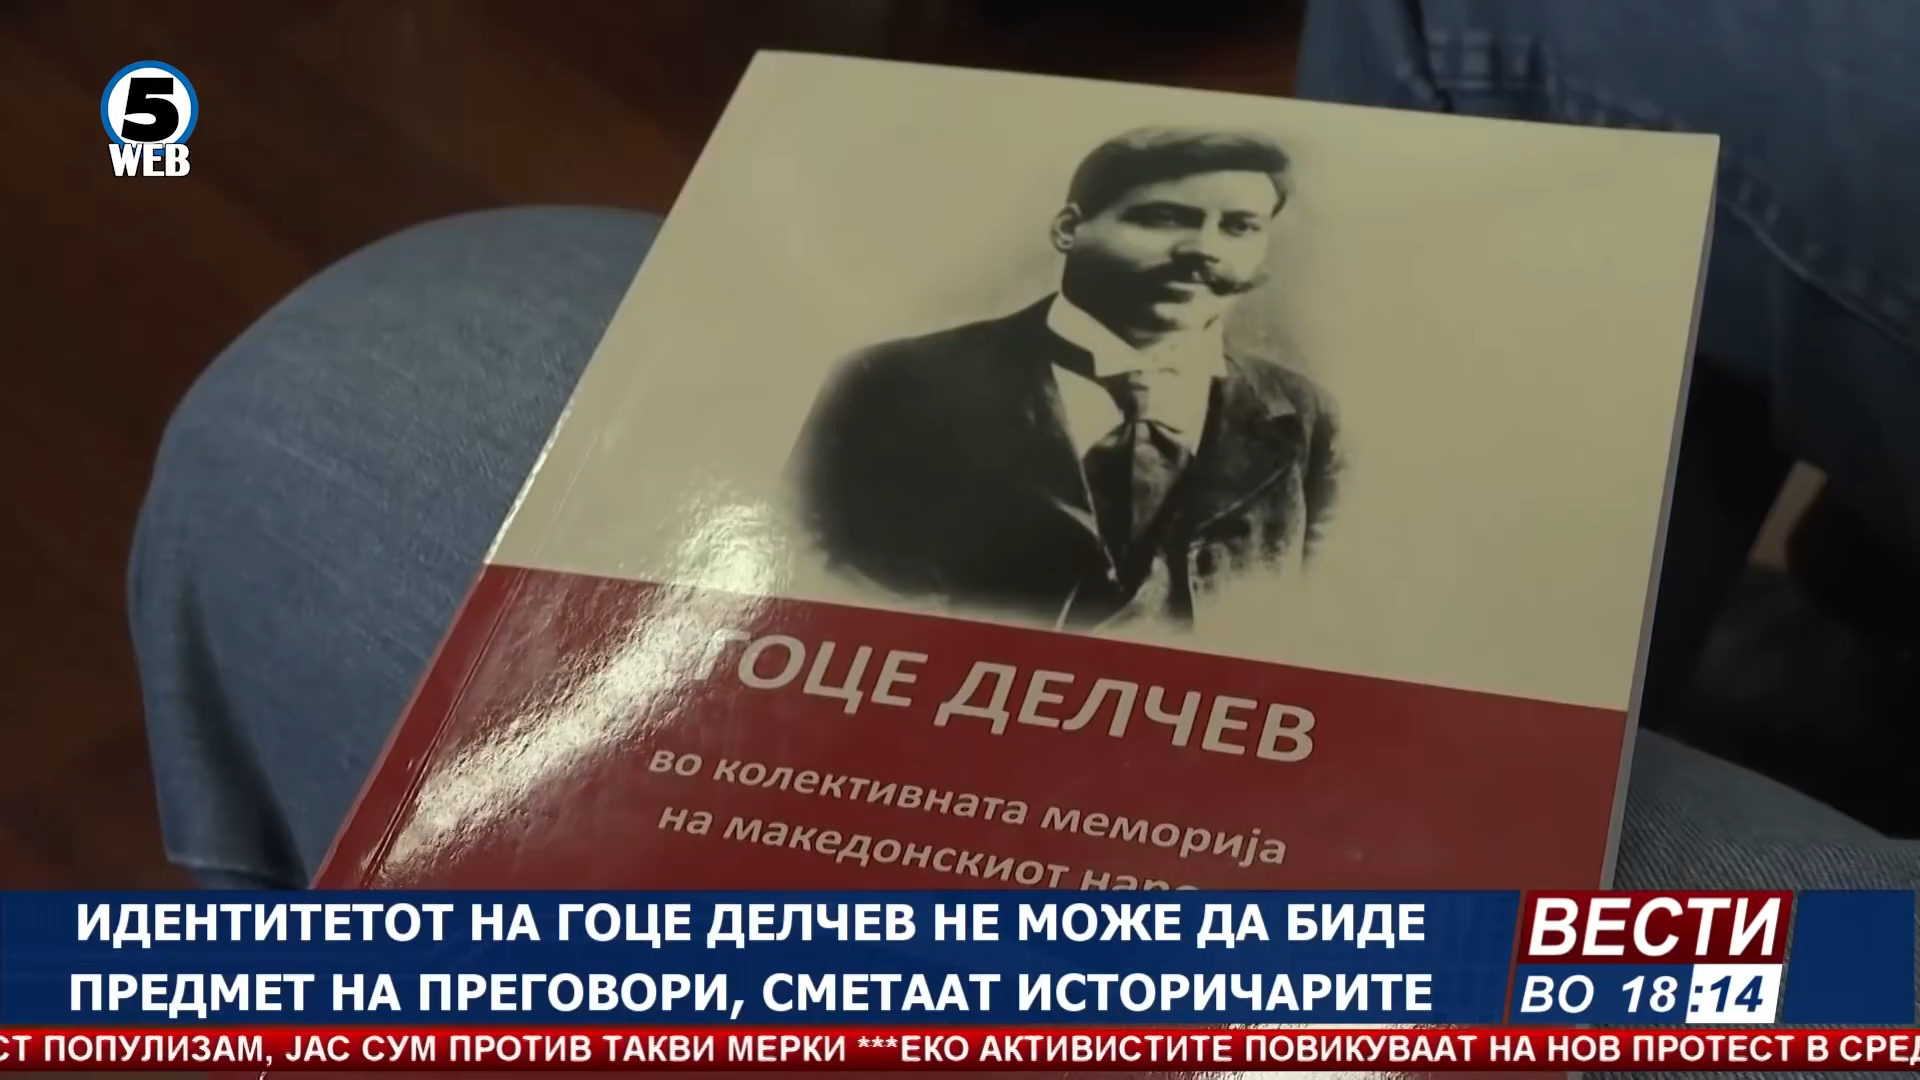 5
WEB
ГОЦЕ ДЕЛЧЕВ
во колективната меморија
на македонскиот
ИДЕНТИТЕТОТ НА ГОЦЕ ДЕЛЧЕВ НЕ МОЖЕ ДА БИДЕ
ПРЕДМЕТ НА ПРЕГОВОРИ, СМЕТААТ ИСТОРИЧАРИТЕ
ВЕСТИ
ВО 18:14
СТ ПОПУЛИЗАМ, ЈАС СУМ ПРОТИВ ТАКВИ МЕРКИ ***ЕКО АКТИВИСТИТЕ ПОВИКУВААТ НА НОВ ПРОТЕСТ В СРЕД